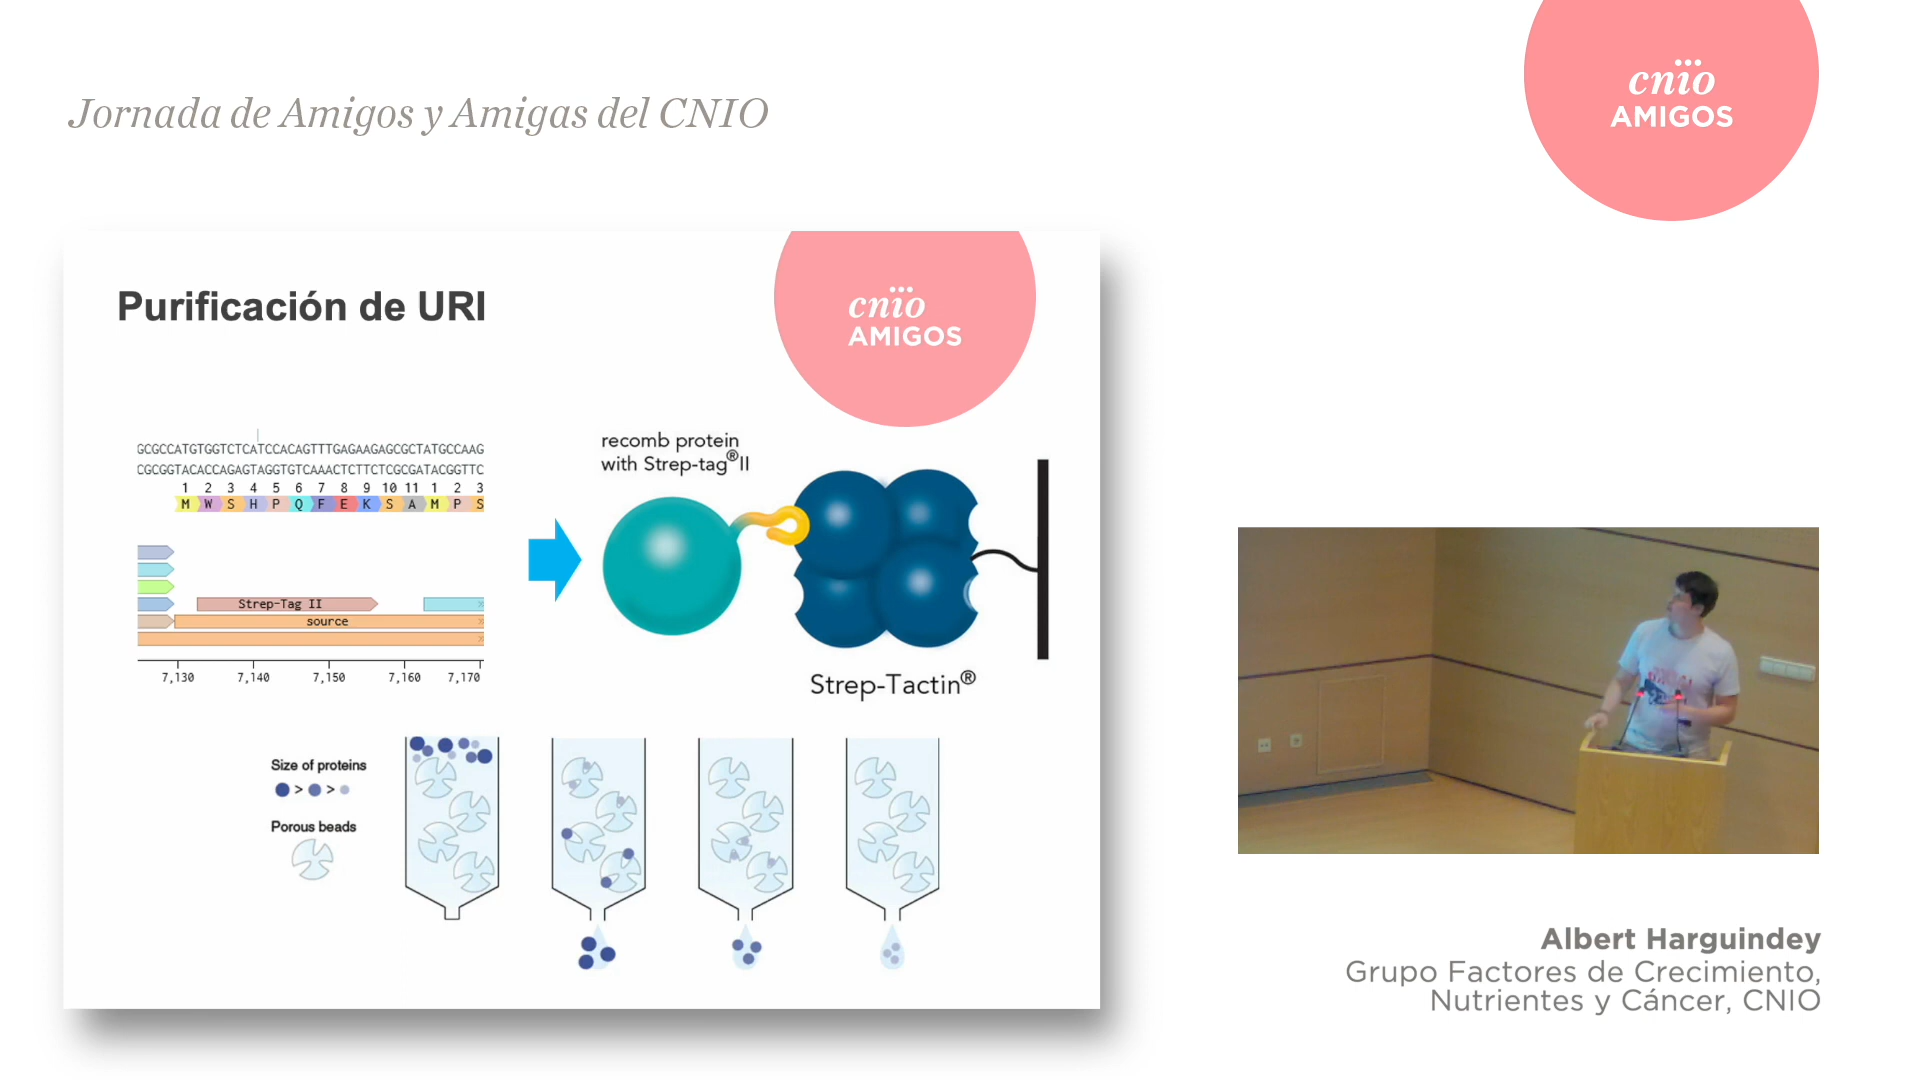 Jornada de Amigos y Amigas del CNIO
cnio
AMIGOS
Purificación de URI
cnio
AMIGOS
GCGCCATGTGGTCTCATCCACAGTTTGAGAAGAGCGCTATGCCAAG
CGCGGTACACCAGAGTAGGTGTCAAACTCTTCTCGCGATACGGTTC
1 2 3 4 5 6 7 8 9 10 11 1 2 3
M W S H P Q F E K S A M P S
Strep-Tag II
source
7,130 7,140 7,150 7,160 7,170
recomb protein
with Strep-tag®II
Strep-Tactin®
Size of proteins
> >
Porous beads
Albert Harguindey
Grupo Factores de Crecimiento,
Nutrientes y Cáncer, CNIO